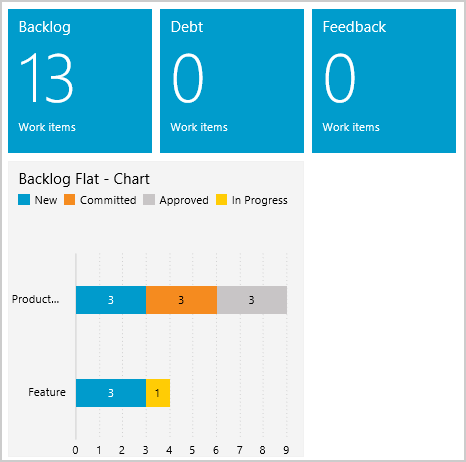 Backlog
13
Work items
Debt
0
Work items
Feedback
0
Work items
Backlog Flat - Chart
New Committed Approved In Progress
Product... 3 3 3
Feature 3 1
0 1 2 3 4 5 6 7 8 9